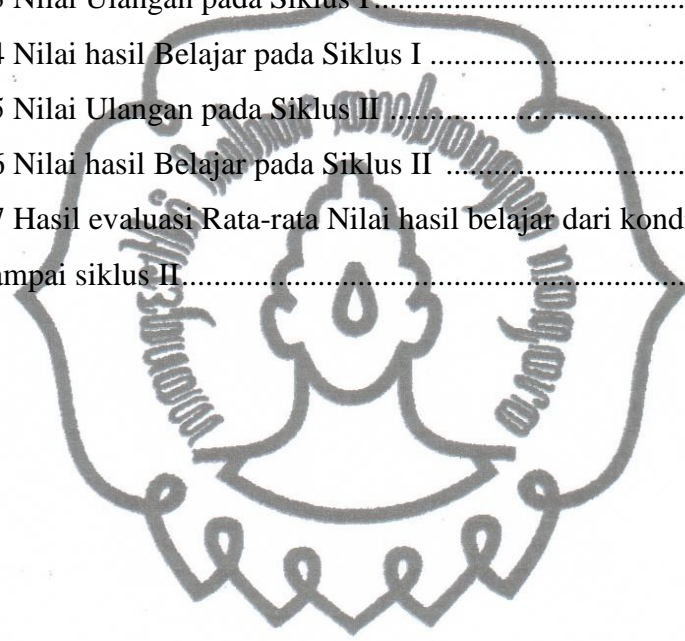 3 Nilai Ulangan pada Siklus I................................................
4 Nilai hasil Belajar pada Siklus I ................................
5 Nilai Ulangan pada Siklus II ......................................
6 Nilai hasil Belajar pada Siklus II ...............................
7 Hasil evaluasi Rata-rata Nilai hasil belajar dari kond
ampai siklus II................................................................